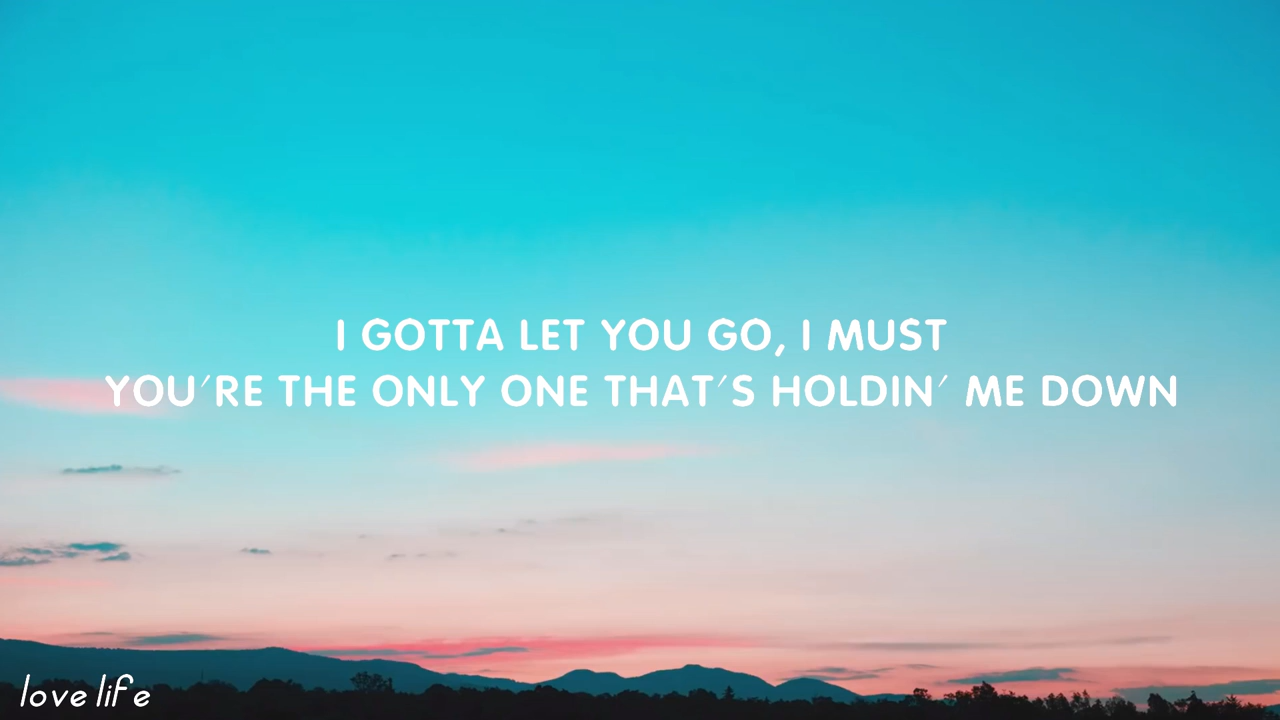 I GOTTA LET YOU GO, I MUST
YOU'RE THE ONLY ONE THAT'S HOLDIN' ME DOWN
love life